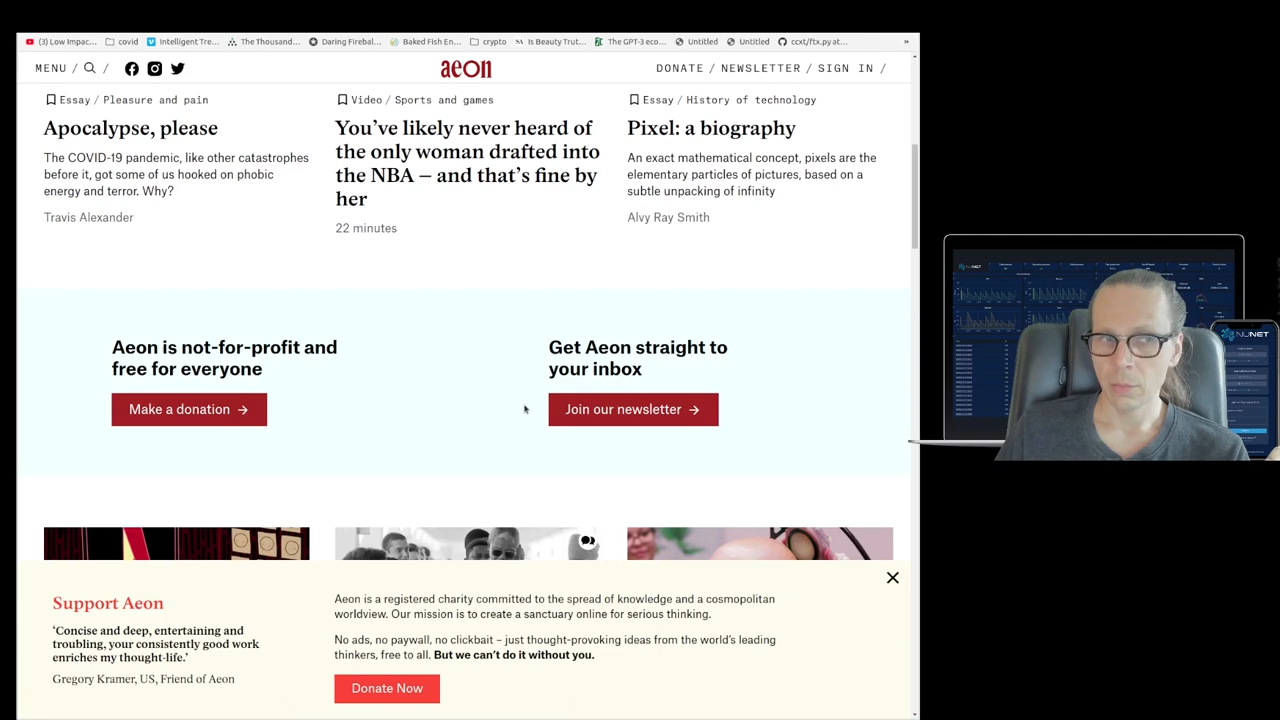 (3) Low Impac... covid Intelligent Tre... The Thousand... Daring Firebal... Baked Fish En... crypto Is Beauty Trut... The GPT-3 eco... Untitled Untitled ccxt/ftx.py at... »
MENU / / aeon DONATE / NEWSLETTER / SIGN IN /
Essay / Pleasure and pain
Apocalypse, please
The COVID-19 pandemic, like other catastrophes
before it, got some of us hooked on phobic
energy and terror. Why?
Travis Alexander
Video / Sports and games
You've likely never heard of
the only woman drafted into
the NBA – and that's fine by
her
22 minutes
Essay / History of technology
Pixel: a biography
An exact mathematical concept, pixels are the
elementary particles of pictures, based on a
subtle unpacking of infinity
Alvy Ray Smith
Aeon is not-for-profit and
free for everyone
Make a donation →
Get Aeon straight to
your inbox
Join our newsletter →
Support Aeon
'Concise and deep, entertaining and
troubling, your consistently good work
enriches my thought-life.'
Gregory Kramer, US, Friend of Aeon
Aeon is a registered charity committed to the spread of knowledge and a cosmopolitan
worldview. Our mission is to create a sanctuary online for serious thinking.
No ads, no paywall, no clickbait – just thought-provoking ideas from the world's leading
thinkers, free to all. But we can't do it without you.
Donate Now
NUNET
NUNET